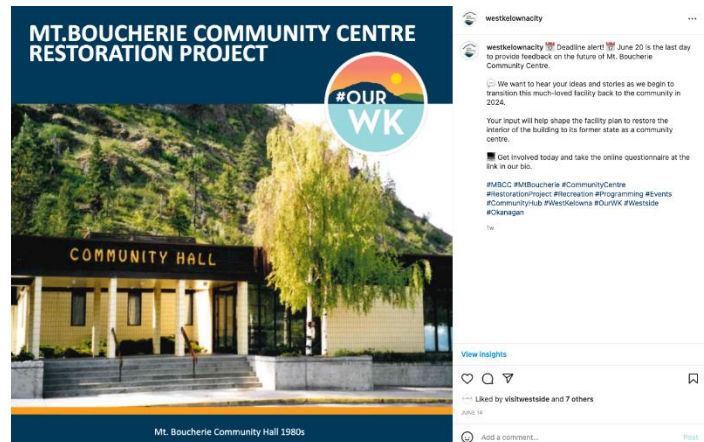 MT.BOUCHERIE COMMUNITY CENTRE
RESTORATION PROJECT
#OUR
WK
COMMUNITY HALL
Mt. Boucherie Community Hall 1980s
westkelownacity
westkelownacity 📅 Deadline alert! 📅 June 20 is the last day
to provide feedback on the future of Mt. Boucherie
Community Centre.
💬 We want to hear your ideas and stories as we begin to
transition this much-loved facility back to the community in
2024.
Your input will help shape the facility plan to restore the
interior of the building to its former state as a community
centre.
Get involved today and take the online questionnaire at the
link in our bio.
#MBCC #MtBoucherie #CommunityCentre
#RestorationProject #Recreation #Programming #Events
#CommunityHub #WestKelowna #OurWK #Westside
#Okanagan
1w
View insights
Liked by visitwestside and 7 others
Add a comment...
Post